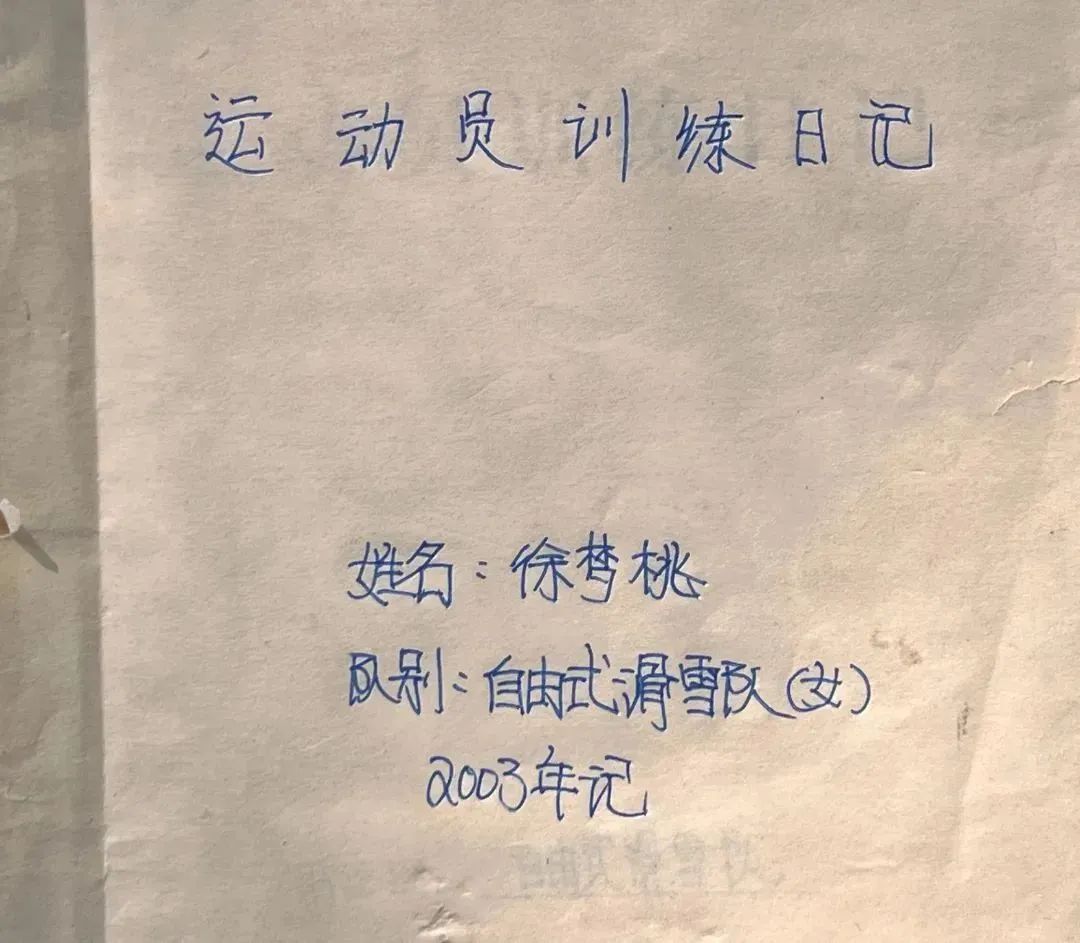 运动员训练日记
姓名：徐梦桃
队别：自由式滑雪队（女）
2003年记